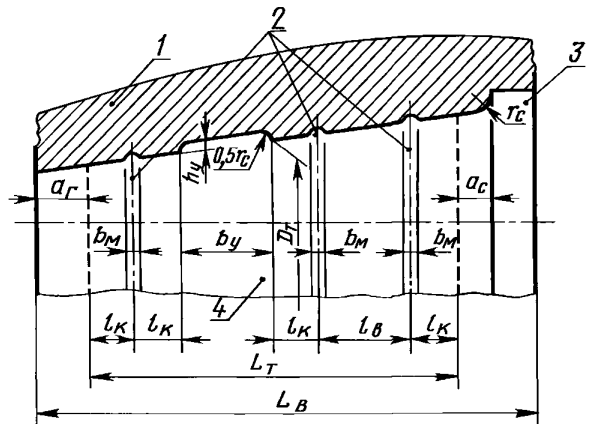 2
1
3
r_c
h_y
0,5r_c
a_г
a_c
D_т
b_м
b_y
b_м
b_м
4
l_к
l_к
l_к
l_в
l_к
L_т
L_в